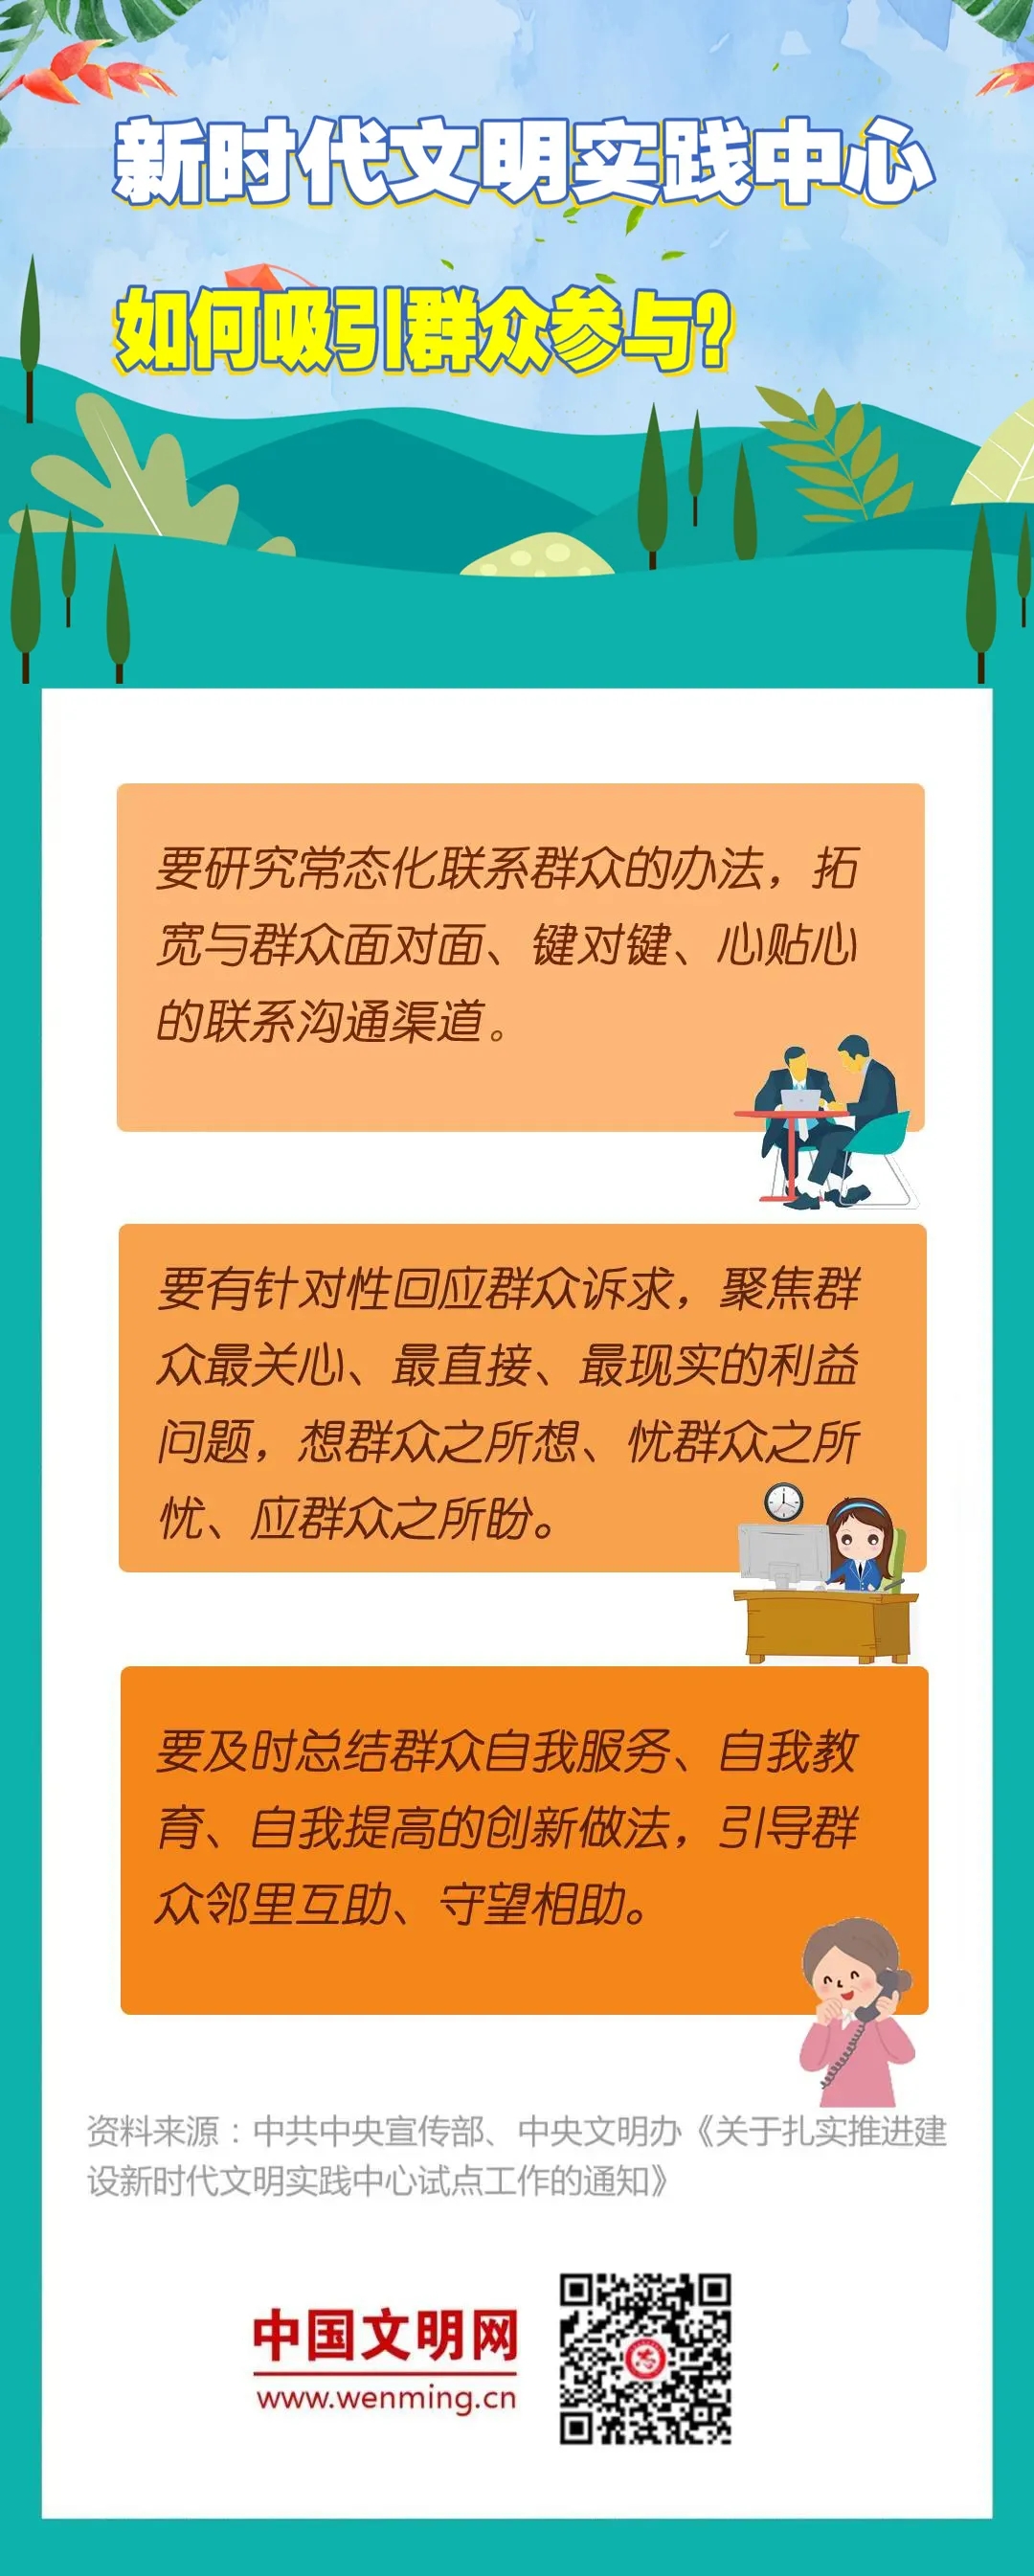 新时代文明实践中心
如何吸引群众参与?
要研究常态化联系群众的办法，拓
宽与群众面对面、键对键、心贴心
的联系沟通渠道。
要有针对性回应群众诉求，聚焦群
众最关心、最直接、最现实的利益
问题，想群众之所想、忧群众之所
忧、应群众之所盼。
要及时总结群众自我服务、自我教
育、自我提高的创新做法，引导群
众邻里互助、守望相助。
资料来源：中共中央宣传部、中央文明办《关于扎实推进建
设新时代文明实践中心试点工作的通知》
中国文明网
www.wenming.cn